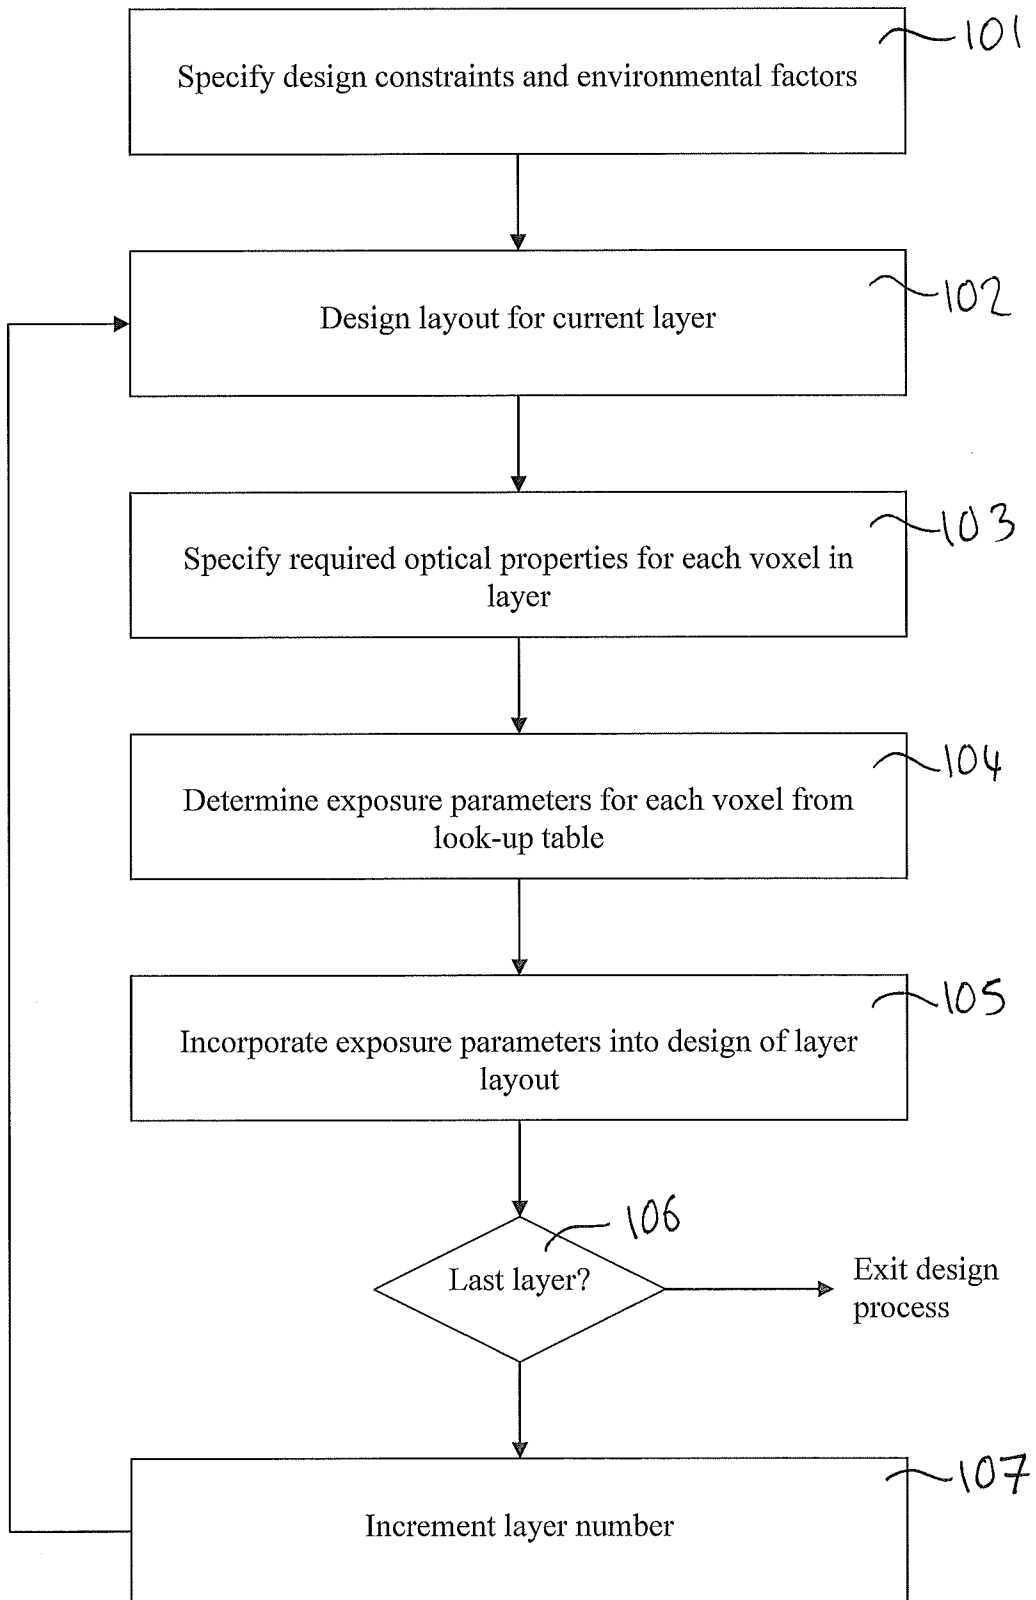 101
Specify design constraints and environmental factors
102
Design layout for current layer
103
Specify required optical properties for each voxel in
layer
104
Determine exposure parameters for each voxel from
look-up table
105
Incorporate exposure parameters into design of layer
layout
106
Last layer?
Exit design
process
107
Increment layer number